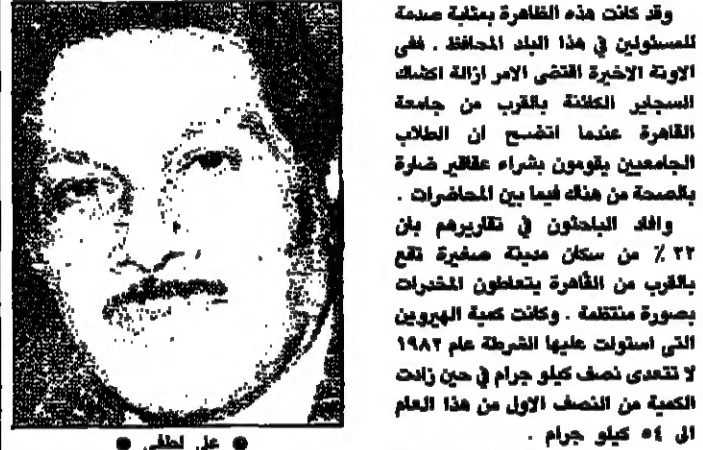 وقد كانت هذه الظاهرة بمثابة صدمة
للمسئولين في هذا البلد المحافظ . ففى
الاونة الاخيرة اقتضى الامر ازالة اكشاك
السجاير الكائنة بالقرب من جامعة
القاهرة عندما اتضح ان الطلاب
الجامعيين يقومون بشراء عقاقير ضارة
بالصحة من هناك فيما بين المحاضرات .
وافاد الباحثون في تقاريرهم بان
٣٢ ٪ من سكان مدينة صغيرة تقع
بالقرب من القاهرة يتعاطون المخدرات
بصورة منتظمة . وكانت كمية الهيروين
التى استولت عليها الشرطة عام ١٩٨٢
لا تتعدى نصف كيلو جرام في حين زادت
الكمية من النصف الاول من هذا العام
الى ٥٤ كيلو جرام .
● على لطفى ●